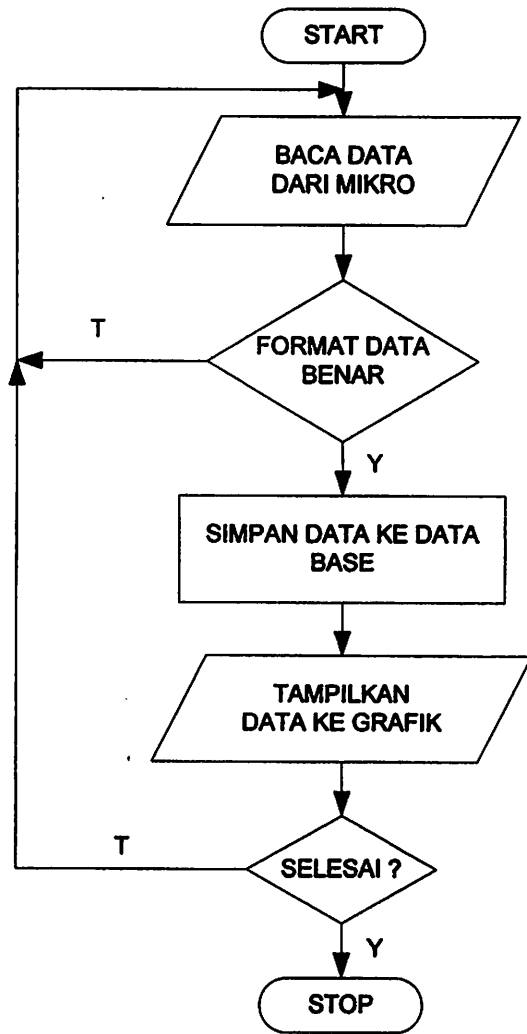 START
BACA DATA
DARI MIKRO
T
FORMAT DATA
BENAR
Y
SIMPAN DATA KE DATA
BASE
TAMPILKAN
DATA KE GRAFIK
T
SELESAI ?
Y
STOP